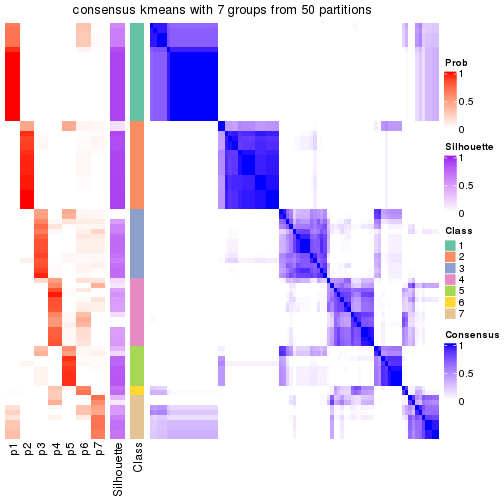 consensus kmeans with 7 groups from 50 partitions
Prob
1
0.5
0
Silhouette
1
0.5
0
Class
1
2
3
4
5
6
7
Consensus
1
0.5
0
p1
p2
p3
p4
p5
p6
p7
Silhouette
Class